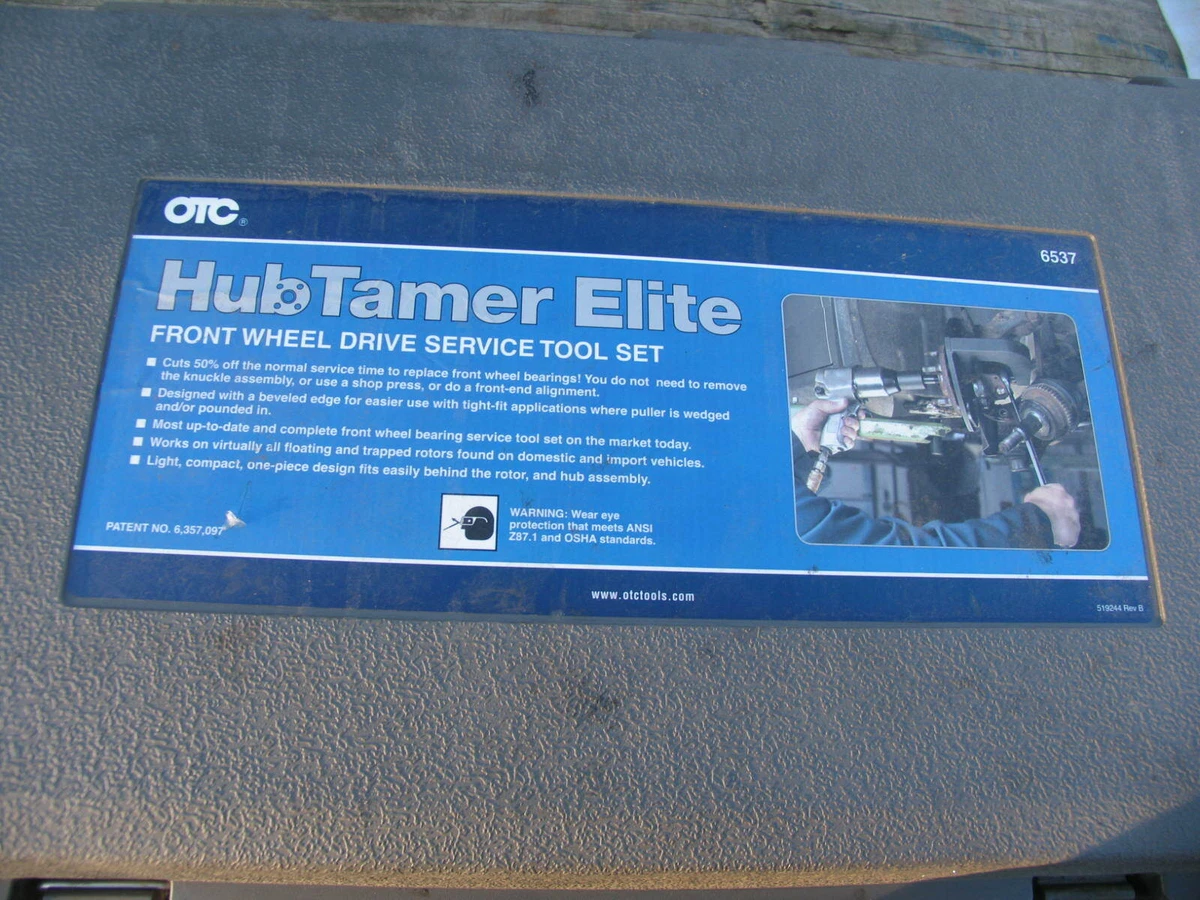 OTC®
6537
HubTamer Elite
FRONT WHEEL DRIVE SERVICE TOOL SET
■ Cuts 50% off the normal service time to replace front wheel bearings! You do not need to remove
the knuckle assembly, or use a shop press, or do a front-end alignment.
■ Designed with a beveled edge for easier use with tight-fit applications where puller is wedged
and/or pounded in.
■ Most up-to-date and complete front wheel bearing service tool set on the market today.
■ Works on virtually all floating and trapped rotors found on domestic and import vehicles.
■ Light, compact, one-piece design fits easily behind the rotor, and hub assembly.
PATENT NO. 6,357,097
WARNING: Wear eye
protection that meets ANSI
Z87.1 and OSHA standards.
www.otctools.com
519244 Rev B